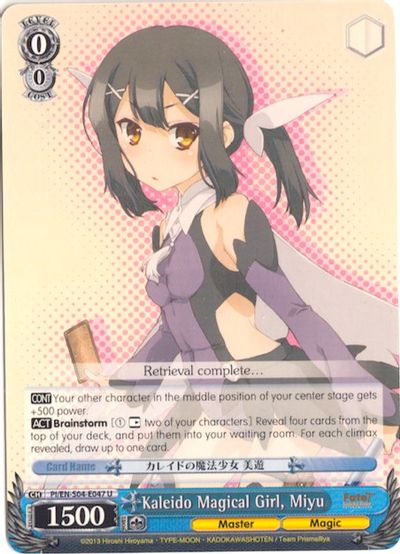 LEVEL
0
0
COST
Retrieval complete…
CONT Your other character in the middle position of your center stage gets
+500 power.
ACT Brainstorm [① two of your characters] Reveal four cards from the
top of your deck, and put them into your waiting room. For each climax
revealed, draw up to one card.
Card Name カレイドの魔法少女 美遊
CH PI/EN-S04-E047 U
1500
Kaleido Magical Girl, Miyu
Master Magic
©2013 Hiroshi Hiroyama · TYPE-MOON · KADOKAWASHOTEN / Team Prismaillya